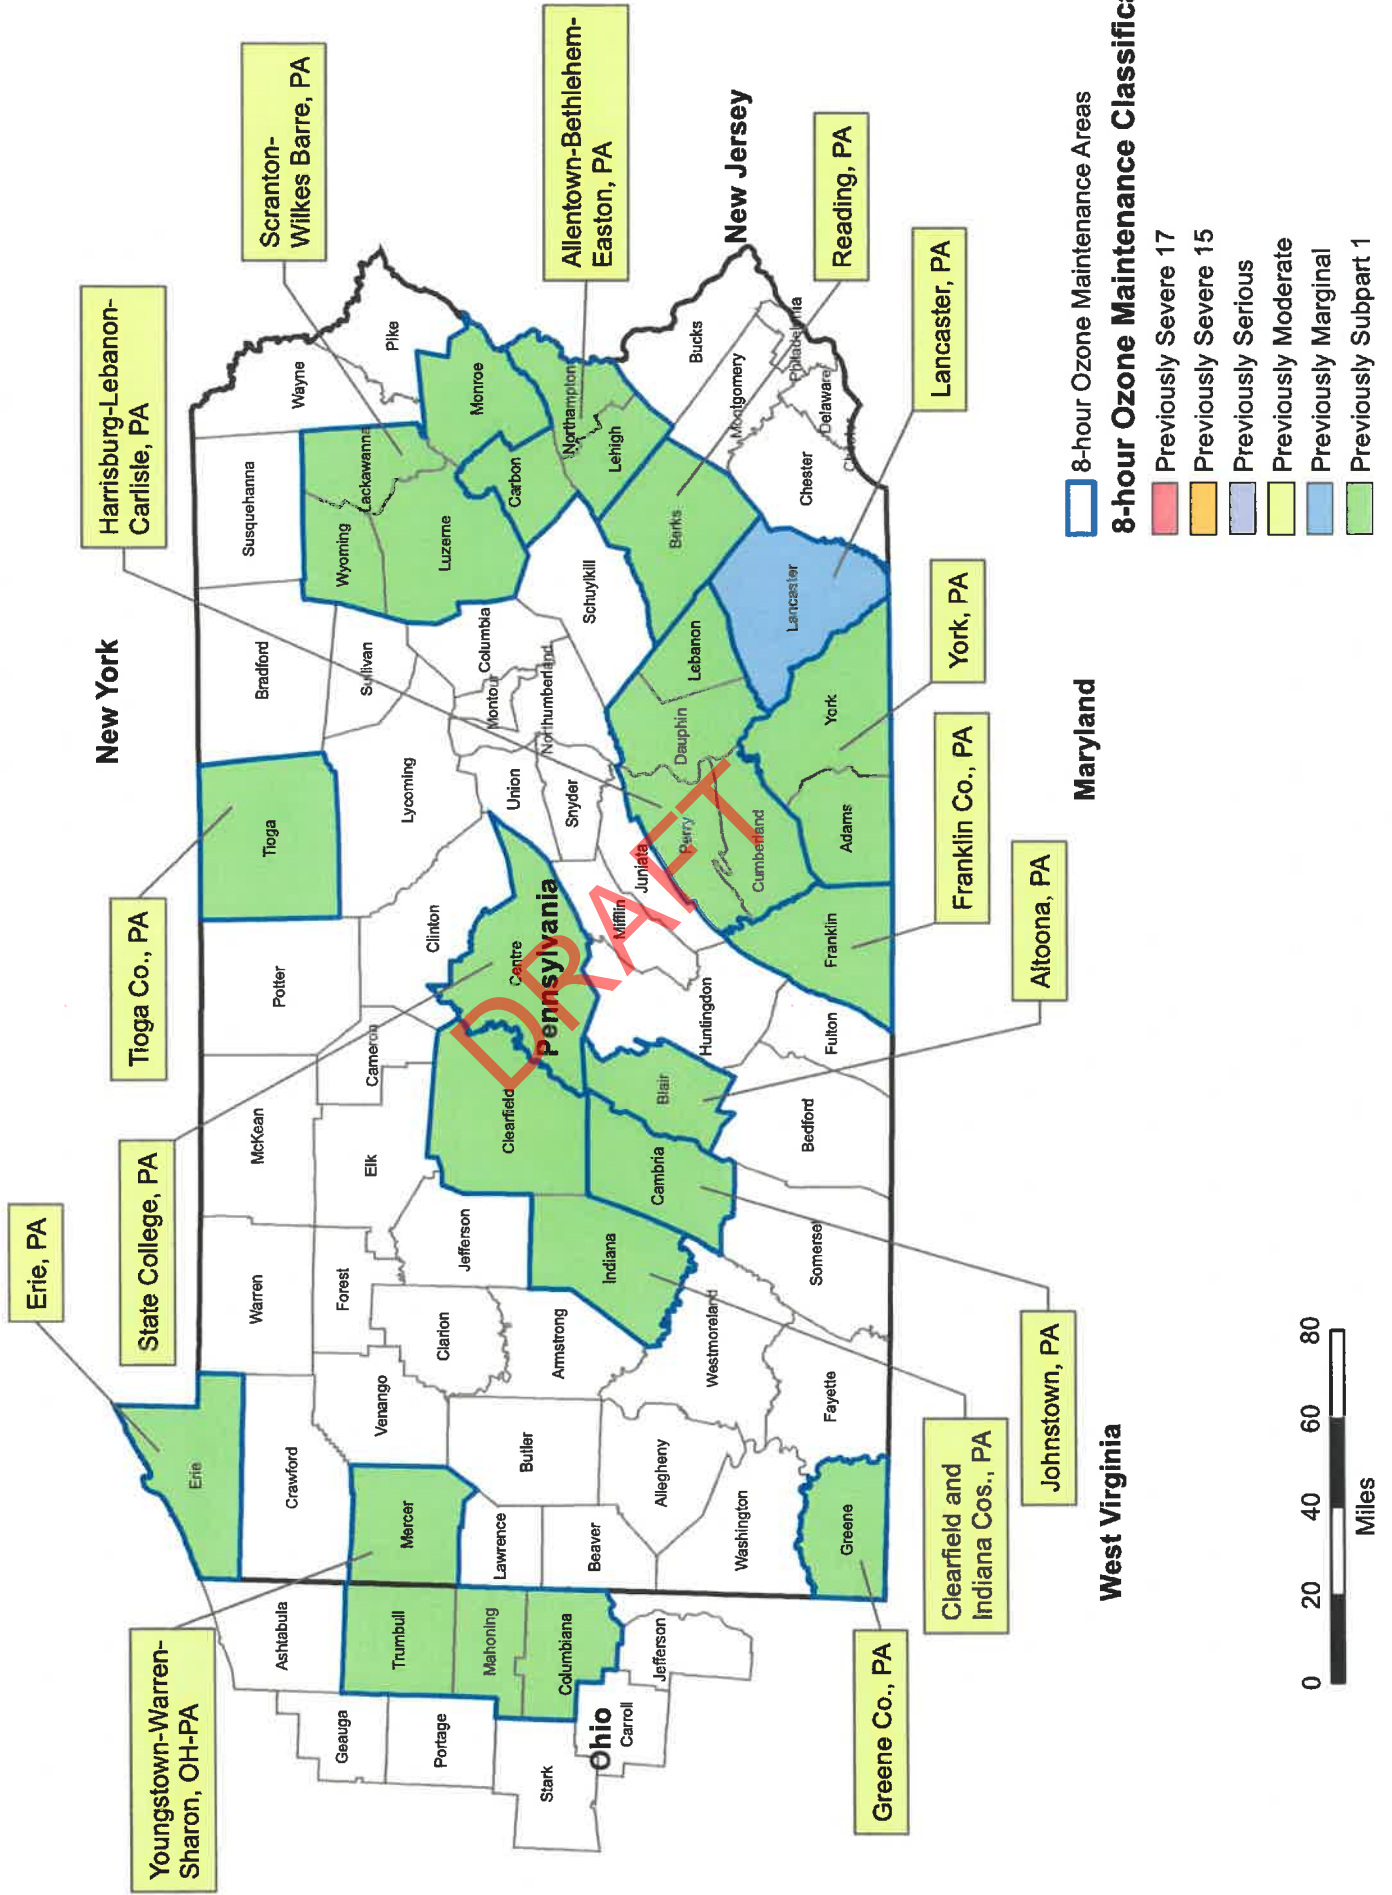 New York
New Jersey
Maryland
West Virginia
Ohio
Pennsylvania
DRAFT
Erie, PA
State College, PA
Tioga Co., PA
Harrisburg-Lebanon-
Carlisle, PA
Scranton-
Wilkes Barre, PA
Allentown-Bethlehem-
Easton, PA
Reading, PA
Lancaster, PA
York, PA
Franklin Co., PA
Altoona, PA
Johnstown, PA
Clearfield and
Indiana Cos., PA
Greene Co., PA
Youngstown-Warren-
Sharon, OH-PA
Erie
Crawford
Warren
McKean
Potter
Tioga
Bradford
Susquehanna
Wayne
Pike
Mercer
Venango
Forest
Elk
Cameron
Clinton
Lycoming
Sullivan
Wyoming
Lackawanna
Luzerne
Monroe
Carbon
Northampton
Lehigh
Lawrence
Butler
Clarion
Jefferson
Clearfield
Centre
Union
Snyder
Montour
Columbia
Northumberland
Schuylkill
Berks
Bucks
Montgomery
Philadelphia
Delaware
Chester
Beaver
Allegheny
Armstrong
Indiana
Cambria
Blair
Huntingdon
Mifflin
Juniata
Perry
Dauphin
Lebanon
Cumberland
Lancaster
York
Adams
Franklin
Fulton
Bedford
Somerset
Westmoreland
Fayette
Washington
Greene
Ashtabula
Trumbull
Mahoning
Columbiana
Geauga
Portage
Stark
Carroll
Jefferson
0 20 40 60 80
Miles
8-hour Ozone Maintenance Areas
8-hour Ozone Maintenance Classifica
Previously Severe 17
Previously Severe 15
Previously Serious
Previously Moderate
Previously Marginal
Previously Subpart 1